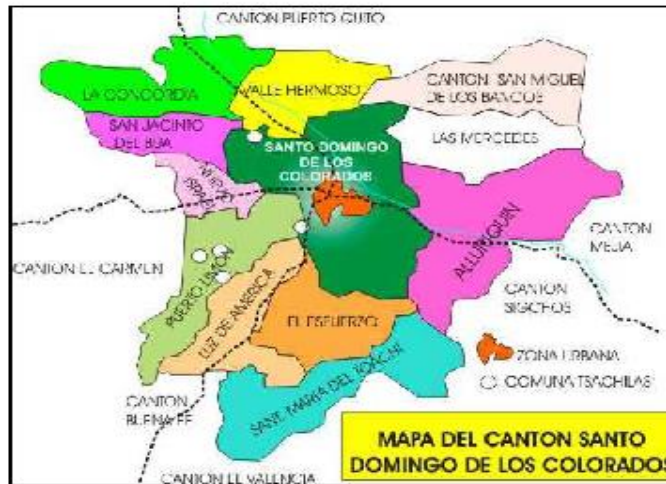 CANTON PUERTO QUITO
LA CONCORDIA
VALLE HERMOSO
CANTON SAN MIGUEL
DE LOS BANCOS
SAN JACINTO
DEL BUA
SANTO DOMINGO
DE LOS
COLORADOS
LAS MERCEDES
NUEVO
ISRAEL
CANTON
MEJIA
ALLURIQUIN
CANTON EL CARMEN
PUERTO LIMON
LUZ DE AMERICA
CANTON
SIGCHOS
EL ESFUERZO
ZONA URBANA
COMUNA TSACHILAS
SANT. MARIA DEL TOACHI
CANTON
BUENA FE
CANTON EL VALENCIA
MAPA DEL CANTON SANTO
DOMINGO DE LOS COLORADOS